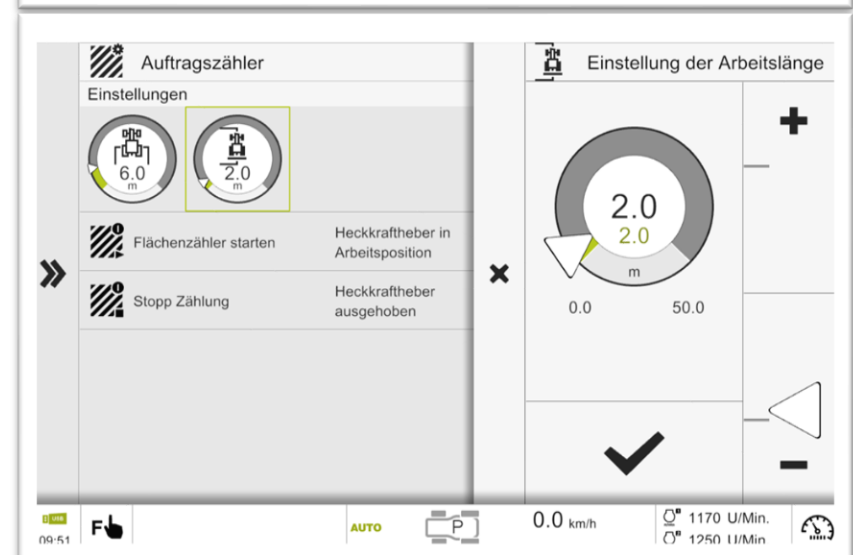 Auftragszähler
Einstellungen
6.0
m
2.0
m
Flächenzähler starten
Heckkraftheber in
Arbeitsposition
Stopp Zählung
Heckkraftheber
ausgehoben
Einstellung der Arbeitslänge
2.0
2.0
m
0.0
50.0
USB
09:51
F
AUTO
P
0.0 km/h
1170 U/Min.
1250 U/Min